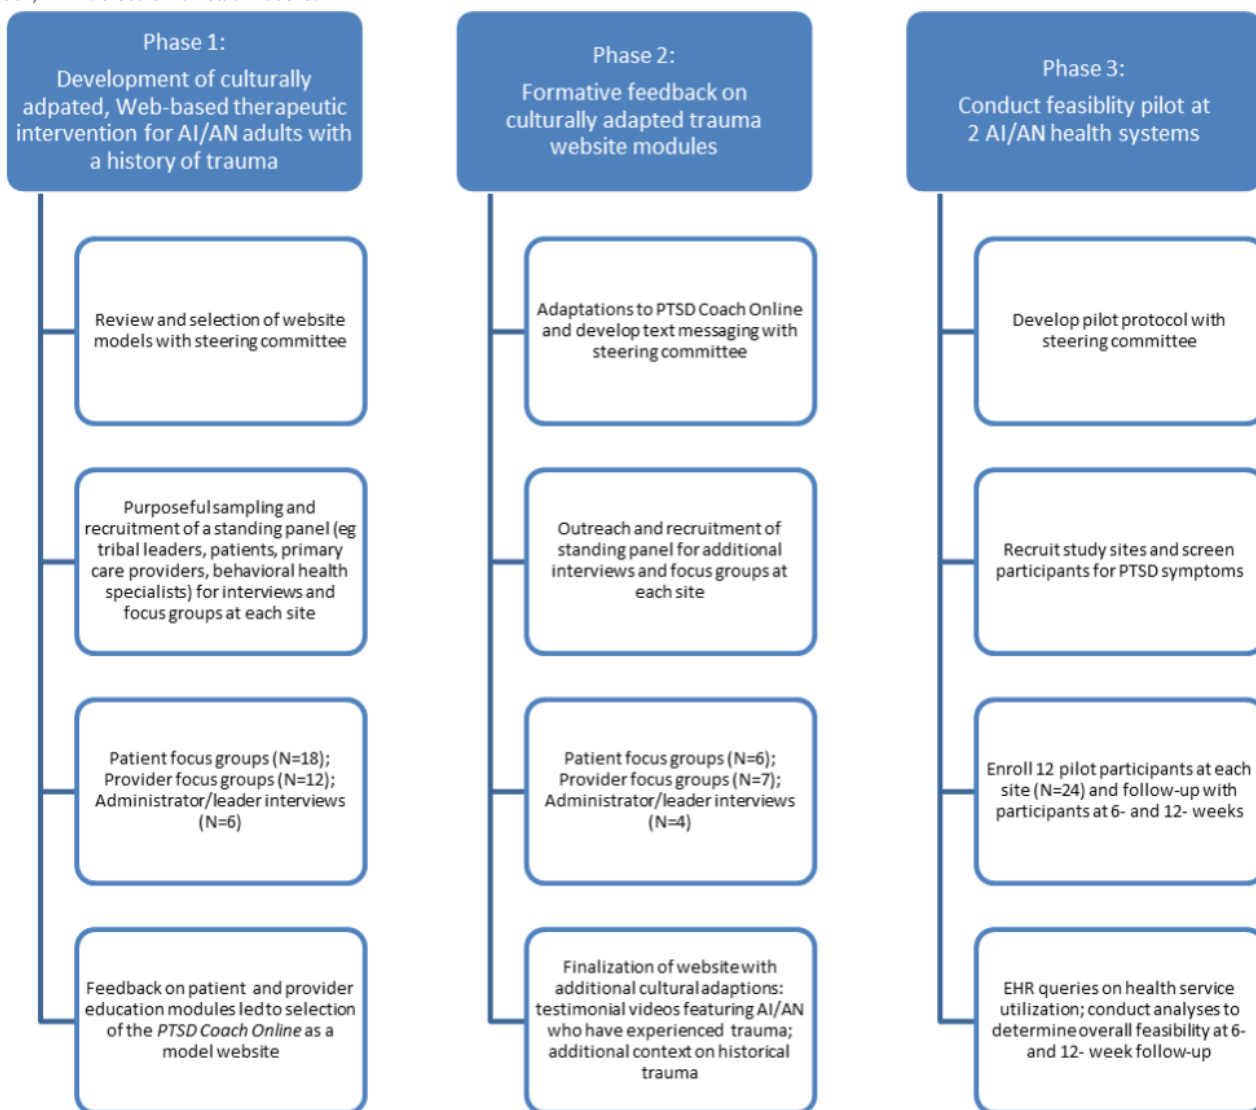 Phase 1:
Development of culturally
adpated, Web-based therapeutic
intervention for AI/AN adults with
a history of trauma
Review and selection of website
models with steering committee
Purposeful sampling and
recruitment of a standing panel (eg
tribal leaders, patients, primary
care providers, behavioral health
specialists) for interviews and
focus groups at each site
Patient focus groups (N=18);
Provider focus groups (N=12);
Administrator/leader interviews
(N=6)
Feedback on patient and provider
education modules led to selection
of the PTSD Coach Online as a
model website
Phase 2:
Formative feedback on
culturally adapted trauma
website modules
Adaptations to PTSD Coach Online
and develop text messaging with
steering committee
Outreach and recruitment of
standing panel for additional
interviews and focus groups at
each site
Patient focus groups (N=6);
Provider focus groups (N=7);
Administrator/leader interviews
(N=4)
Finalization of website with
additional cultural adaptions:
testimonial videos featuring AI/AN
who have experienced trauma;
additional context on historical
trauma
Phase 3:
Conduct feasiblity pilot at
2 AI/AN health systems
Develop pilot protocol with
steering committee
Recruit study sites and screen
participants for PTSD symptoms
Enroll 12 pilot participants at each
site (N=24) and follow-up with
participants at 6- and 12- weeks
EHR queries on health service
utilization; conduct analyses to
determine overall feasibility at 6-
and 12- week follow-up